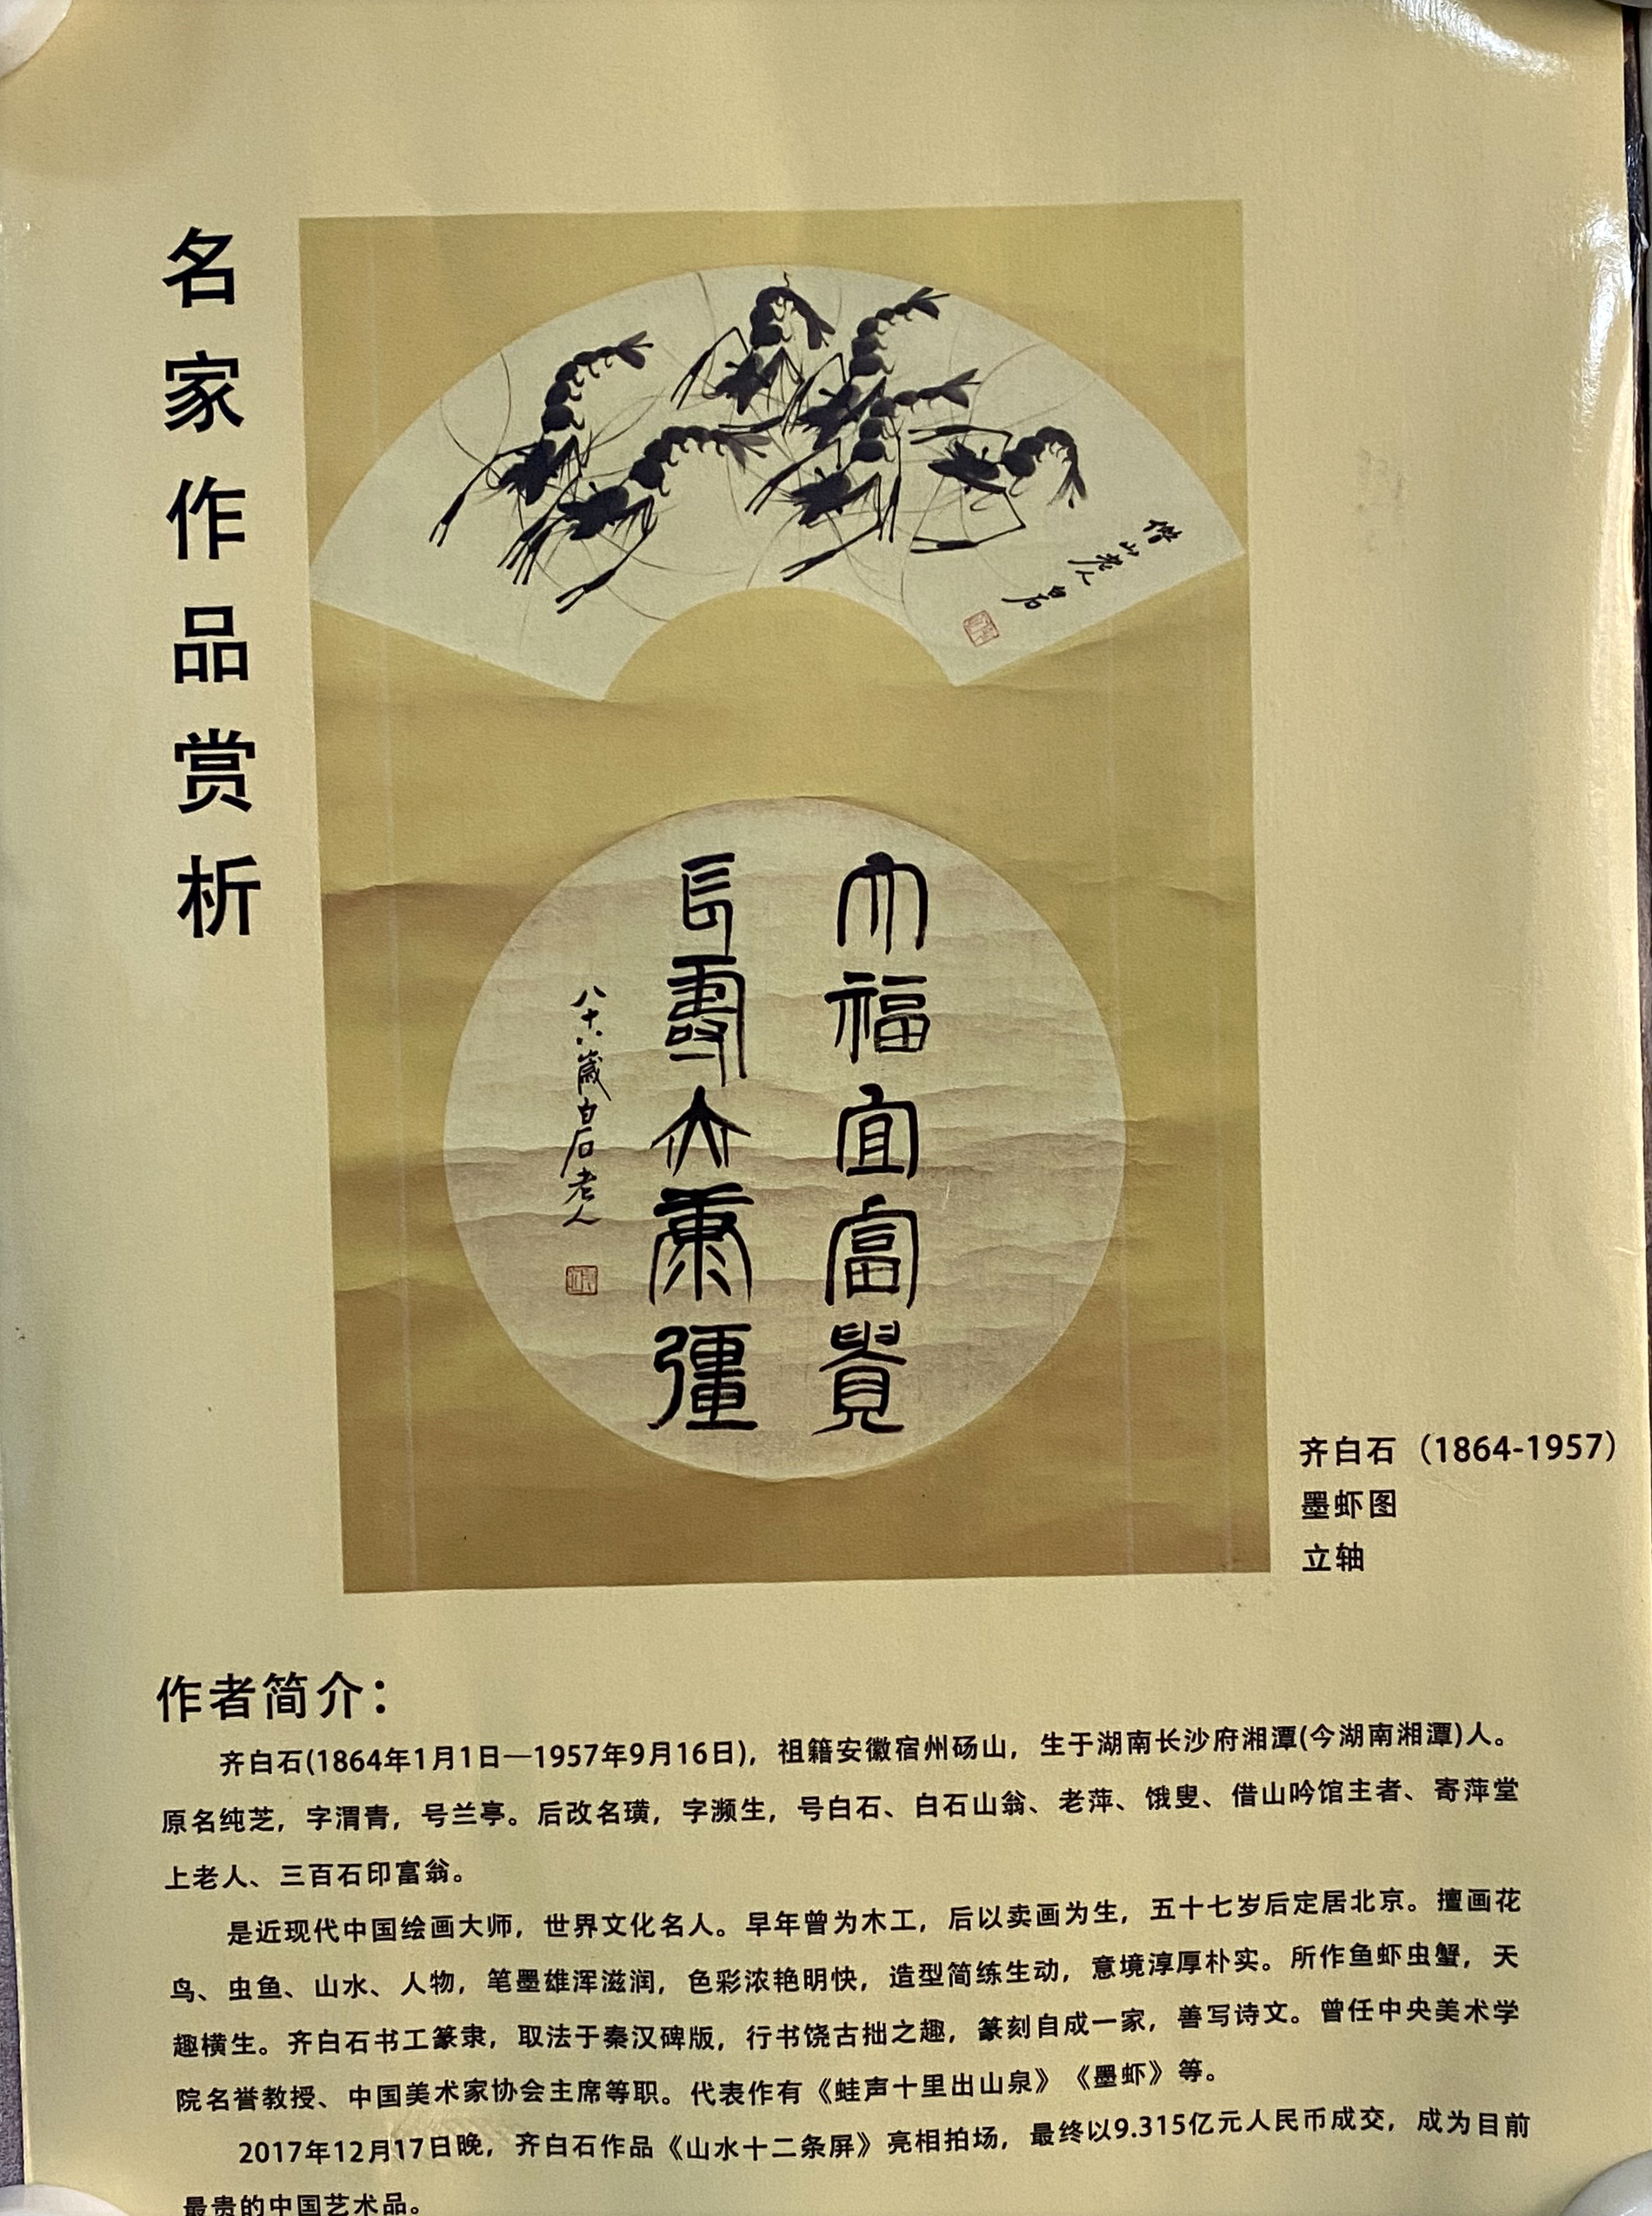 名家作品赏析
借山老人白石
大福宜富貴
長壽大康彊
八十八歲白石老人
齐白石（1864-1957）
墨虾图
立轴
作者简介：
齐白石(1864年1月1日—1957年9月16日)，祖籍安徽宿州砀山，生于湖南长沙府湘潭(今湖南湘潭)人。
原名纯芝，字渭青，号兰亭。后改名璜，字濒生，号白石、白石山翁、老萍、饿叟、借山吟馆主者、寄萍堂
上老人、三百石印富翁。
是近现代中国绘画大师，世界文化名人。早年曾为木工，后以卖画为生，五十七岁后定居北京。擅画花
鸟、虫鱼、山水、人物，笔墨雄浑滋润，色彩浓艳明快，造型简练生动，意境淳厚朴实。所作鱼虾虫蟹，天
趣横生。齐白石书工篆隶，取法于秦汉碑版，行书饶古拙之趣，篆刻自成一家，善写诗文。曾任中央美术学
院名誉教授、中国美术家协会主席等职。代表作有《蛙声十里出山泉》《墨虾》等。
2017年12月17日晚，齐白石作品《山水十二条屏》亮相拍场，最终以9.315亿元人民币成交，成为目前
最贵的中国艺术品。